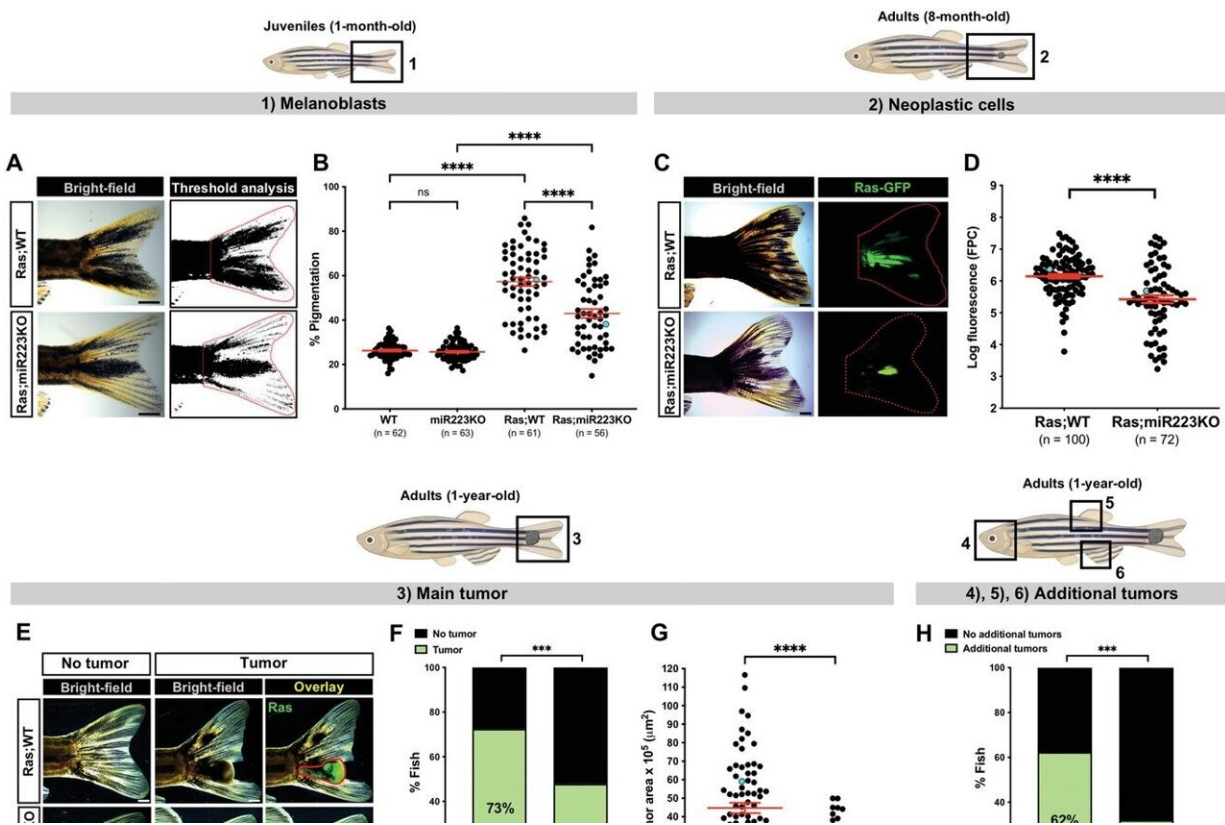 Juveniles (1-month-old)
1
1) Melanoblasts
Adults (8-month-old)
2
2) Neoplastic cells
A
Bright-field
Threshold analysis
Ras;WT
Ras;miR223KO
B
****
****
ns
****
100
80
60
40
20
0
% Pigmentation
WT
miR223KO
Ras;WT
Ras;miR223KO
(n = 62)
(n = 63)
(n = 61)
(n = 56)
C
Bright-field
Ras-GFP
Ras;WT
Ras;miR223KO
D
****
9
8
7
6
5
4
3
2
Log fluorescence (FPC)
Ras;WT
Ras;miR223KO
(n = 100)
(n = 72)
Adults (1-year-old)
3
3) Main tumor
Adults (1-year-old)
5
4
6
4), 5), 6) Additional tumors
E
No tumor
Tumor
Bright-field
Bright-field
Overlay
Ras
Ras;WT
F
No tumor
Tumor
***
100
80
60
40
% Fish
73%
G
****
120
110
100
90
80
70
60
50
40
area x 10⁵ (µm²)
H
No additional tumors
Additional tumors
***
100
80
60
40
% Fish
62%